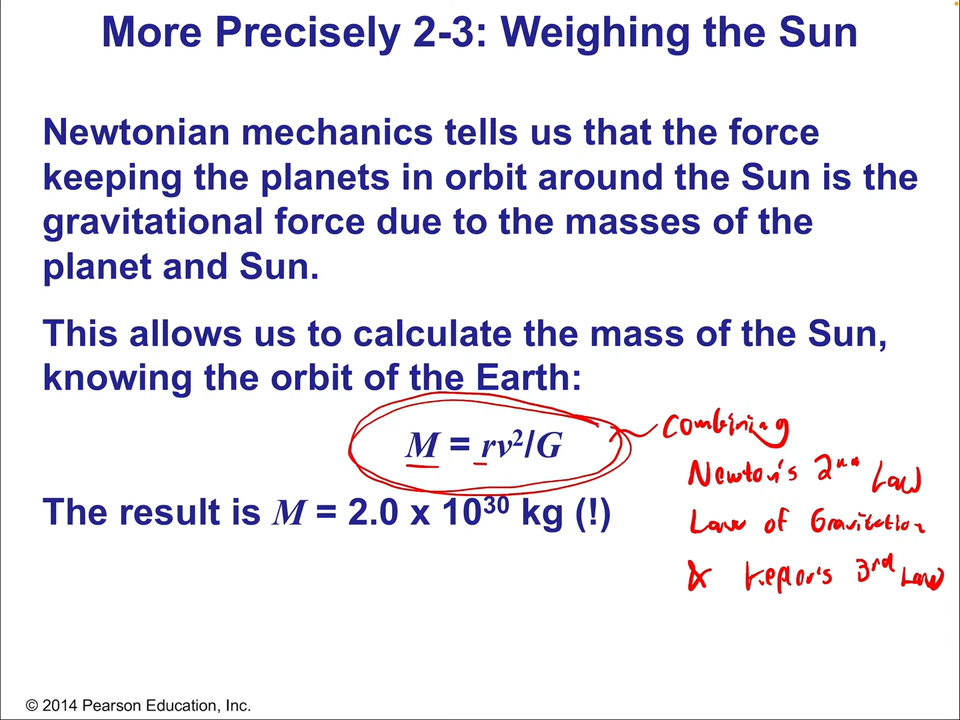 More Precisely 2-3: Weighing the Sun
Newtonian mechanics tells us that the force
keeping the planets in orbit around the Sun is the
gravitational force due to the masses of the
planet and Sun.
This allows us to calculate the mass of the Sun,
knowing the orbit of the Earth:
M = rv²/G
Combining
Newton's 2nd Law
Law of Gravitation
& Keplor's 3rd Law
The result is M = 2.0 x 10³⁰ kg (!)
© 2014 Pearson Education, Inc.